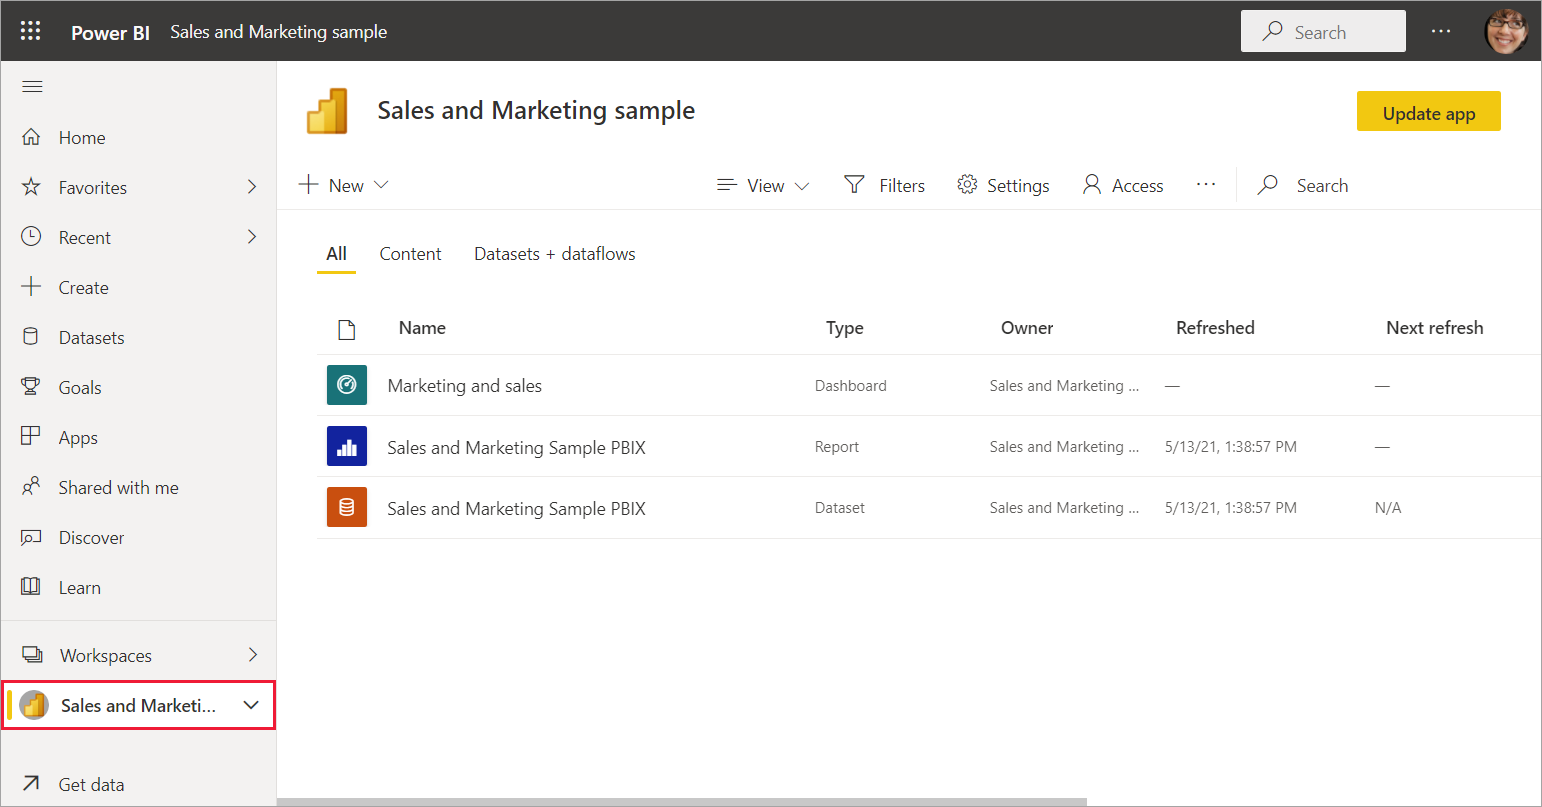 Power BI Sales and Marketing sample Search ...
Sales and Marketing sample
Update app
Home
Favorites
Recent
Create
Datasets
Goals
Apps
Shared with me
Discover
Learn
Workspaces
Sales and Marketi...
Get data
New View Filters Settings Access ... Search
All Content Datasets + dataflows
Name Type Owner Refreshed Next refresh
Marketing and sales Dashboard Sales and Marketing ... — —
Sales and Marketing Sample PBIX Report Sales and Marketing ... 5/13/21, 1:38:57 PM —
Sales and Marketing Sample PBIX Dataset Sales and Marketing ... 5/13/21, 1:38:57 PM N/A